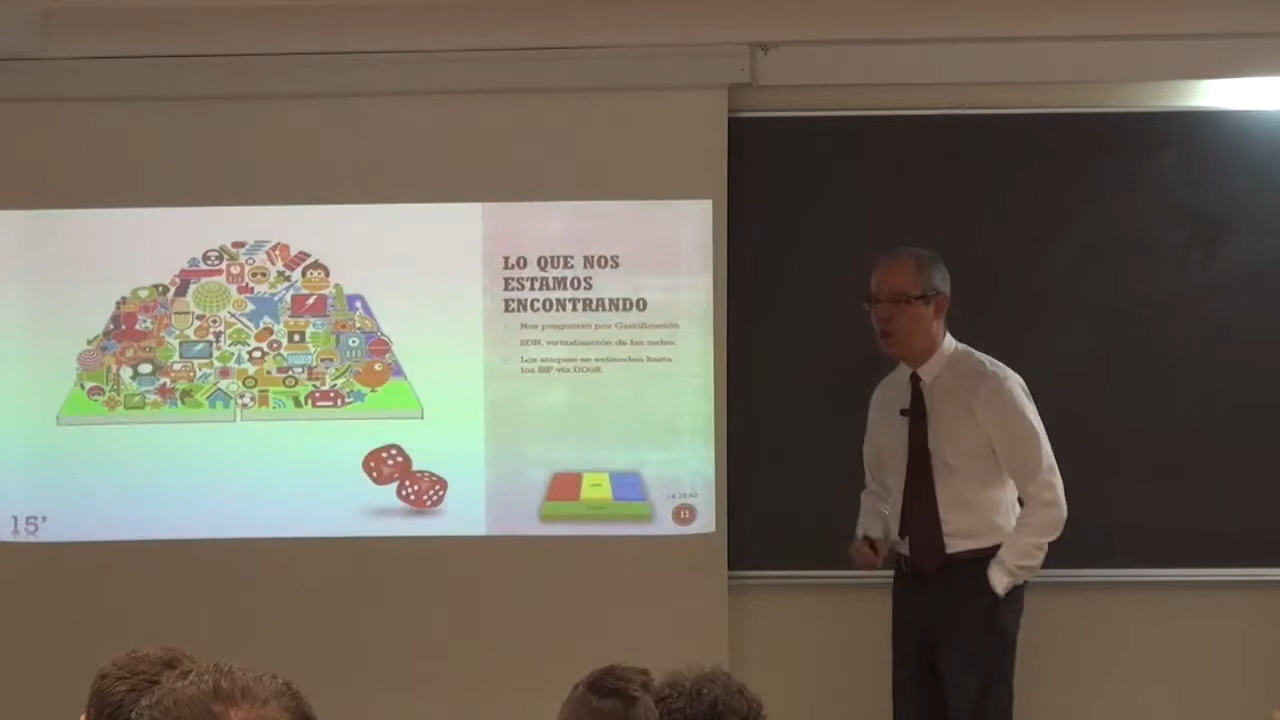 LO QUE NOS
ESTAMOS
ENCONTRANDO
Nos preguntan por Gamificación
SDN, virtualización de las redes
Los ataques se extienden hasta
los ISP vía DDoS
15'
13